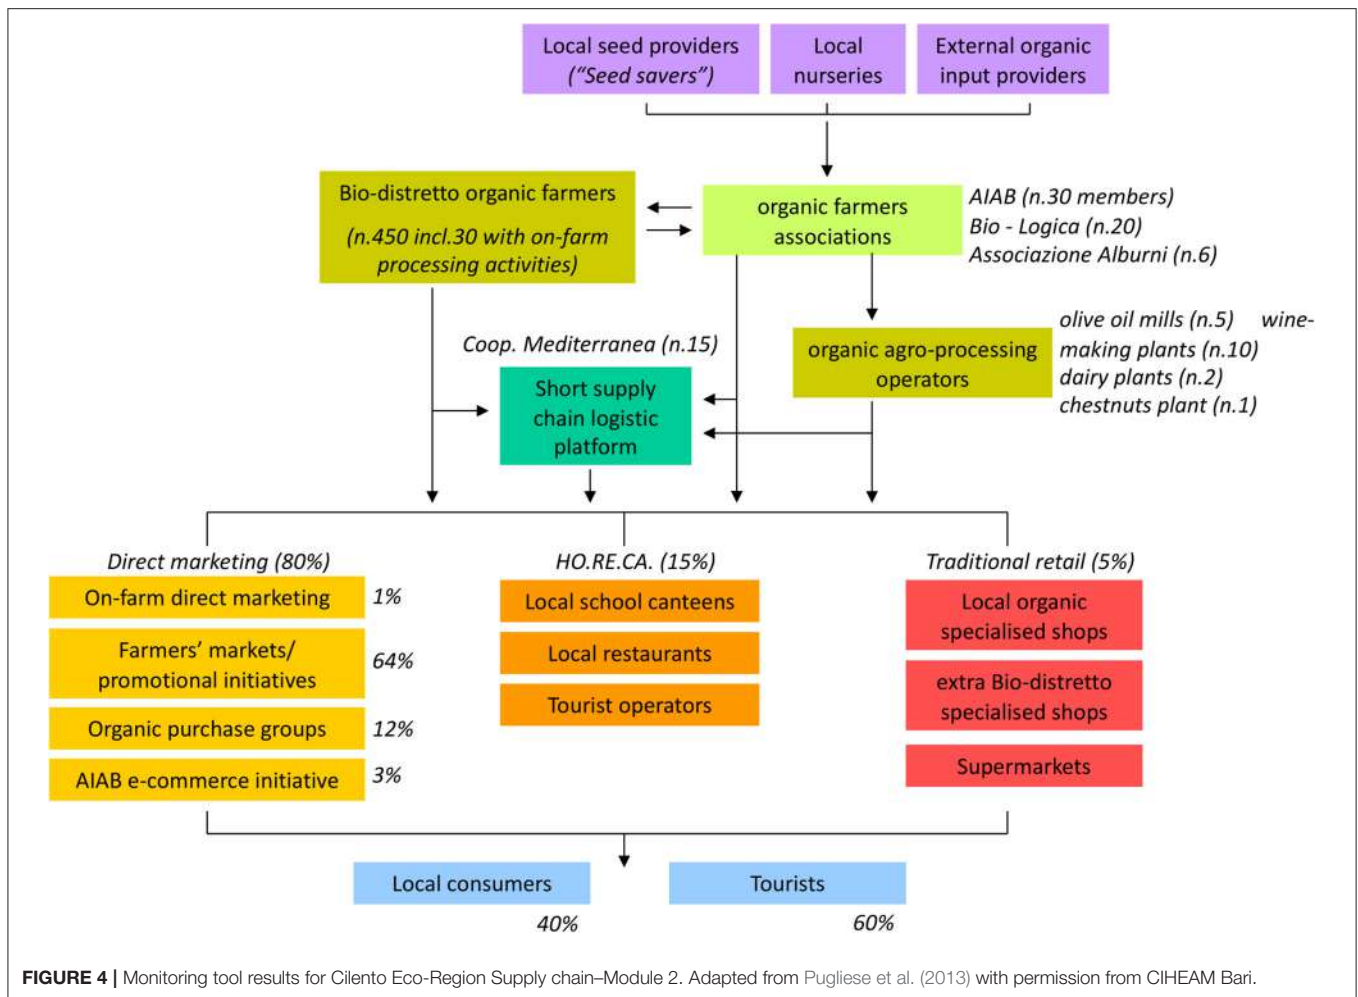 Local seed providers
(“Seed savers”)
Local
nurseries
External organic
input providers
Bio-distretto organic farmers
(n.450 incl.30 with on-farm
processing activities)
organic farmers
associations
AIAB (n.30 members)
Bio - Logica (n.20)
Associazione Alburni (n.6)
Coop. Mediterranea (n.15)
Short supply
chain logistic
platform
organic agro-processing
operators
olive oil mills (n.5) wine-
making plants (n.10)
dairy plants (n.2)
chestnuts plant (n.1)
Direct marketing (80%)
On-farm direct marketing
1%
Farmers’ markets/
promotional initiatives
64%
Organic purchase groups
12%
AIAB e-commerce initiative
3%
HO.RE.CA. (15%)
Local school canteens
Local restaurants
Tourist operators
Traditional retail (5%)
Local organic
specialised shops
extra Bio-distretto
specialised shops
Supermarkets
Local consumers
40%
Tourists
60%
FIGURE 4 | Monitoring tool results for Cilento Eco-Region Supply chain–Module 2. Adapted from Pugliese et al. (2013) with permission from CIHEAM Bari.